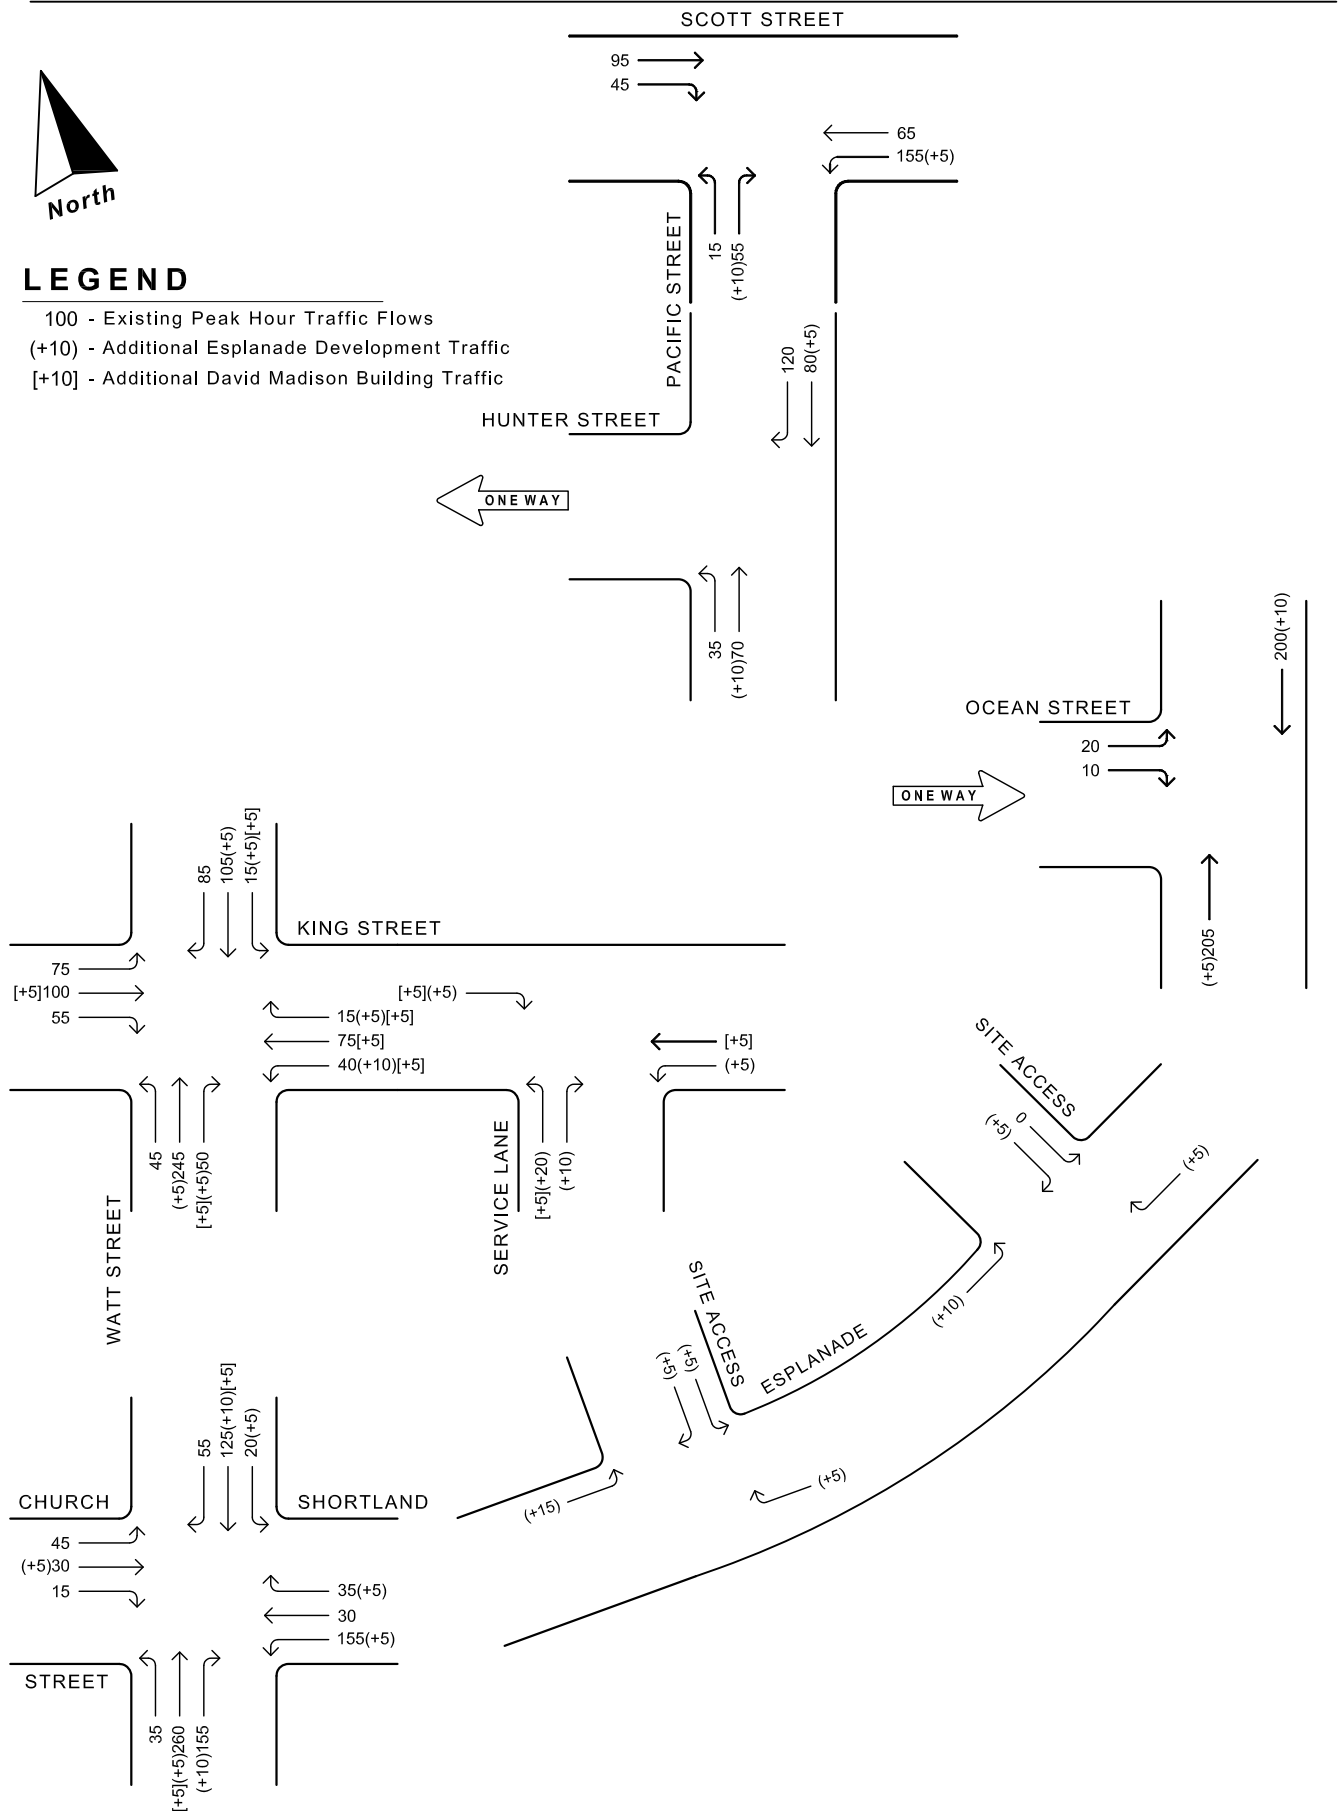 SCOTT STREET
95
45
65
155(+5)
North
15
(+10)55
PACIFIC STREET
LEGEND
100 - Existing Peak Hour Traffic Flows
(+10) - Additional Esplanade Development Traffic
[+10] - Additional David Madison Building Traffic
120
80(+5)
HUNTER STREET
ONE WAY
35
(+10)70
200(+10)
OCEAN STREET
20
10
ONE WAY
(+5)205
85
105(+5)
15(+5)[+5]
KING STREET
75
[+5]100
55
[+5](+5)
15(+5)[+5]
75[+5]
40(+10)[+5]
[+5]
(+5)
45
(+5)245
[+5](+5)50
WATT STREET
SERVICE LANE
[+5](+20)
(+10)
SITE ACCESS
0
(+5)
(+5)
(+10)
SITE ACCESS
(+5)
(+5)
ESPLANADE
(+5)
(+15)
55
125(+10)[+5]
20(+5)
CHURCH
SHORTLAND
45
(+5)30
15
35(+5)
30
155(+5)
STREET
35
[+5](+5)260
(+10)155